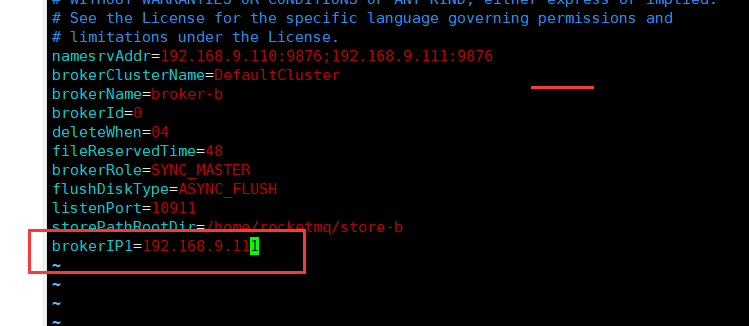 # WITHOUT WARRANTIES OR CONDITIONS OF ANY KIND, either express or implied.
# See the License for the specific language governing permissions and
# limitations under the License.
namesrvAddr=192.168.9.110:9876;192.168.9.111:9876
brokerClusterName=DefaultCluster
brokerName=broker-b
brokerId=0
deleteWhen=04
fileReservedTime=48
brokerRole=SYNC_MASTER
flushDiskType=ASYNC_FLUSH
listenPort=10911
storePathRootDir=/home/rocketmq/store-b
brokerIP1=192.168.9.111
~
~
~
~